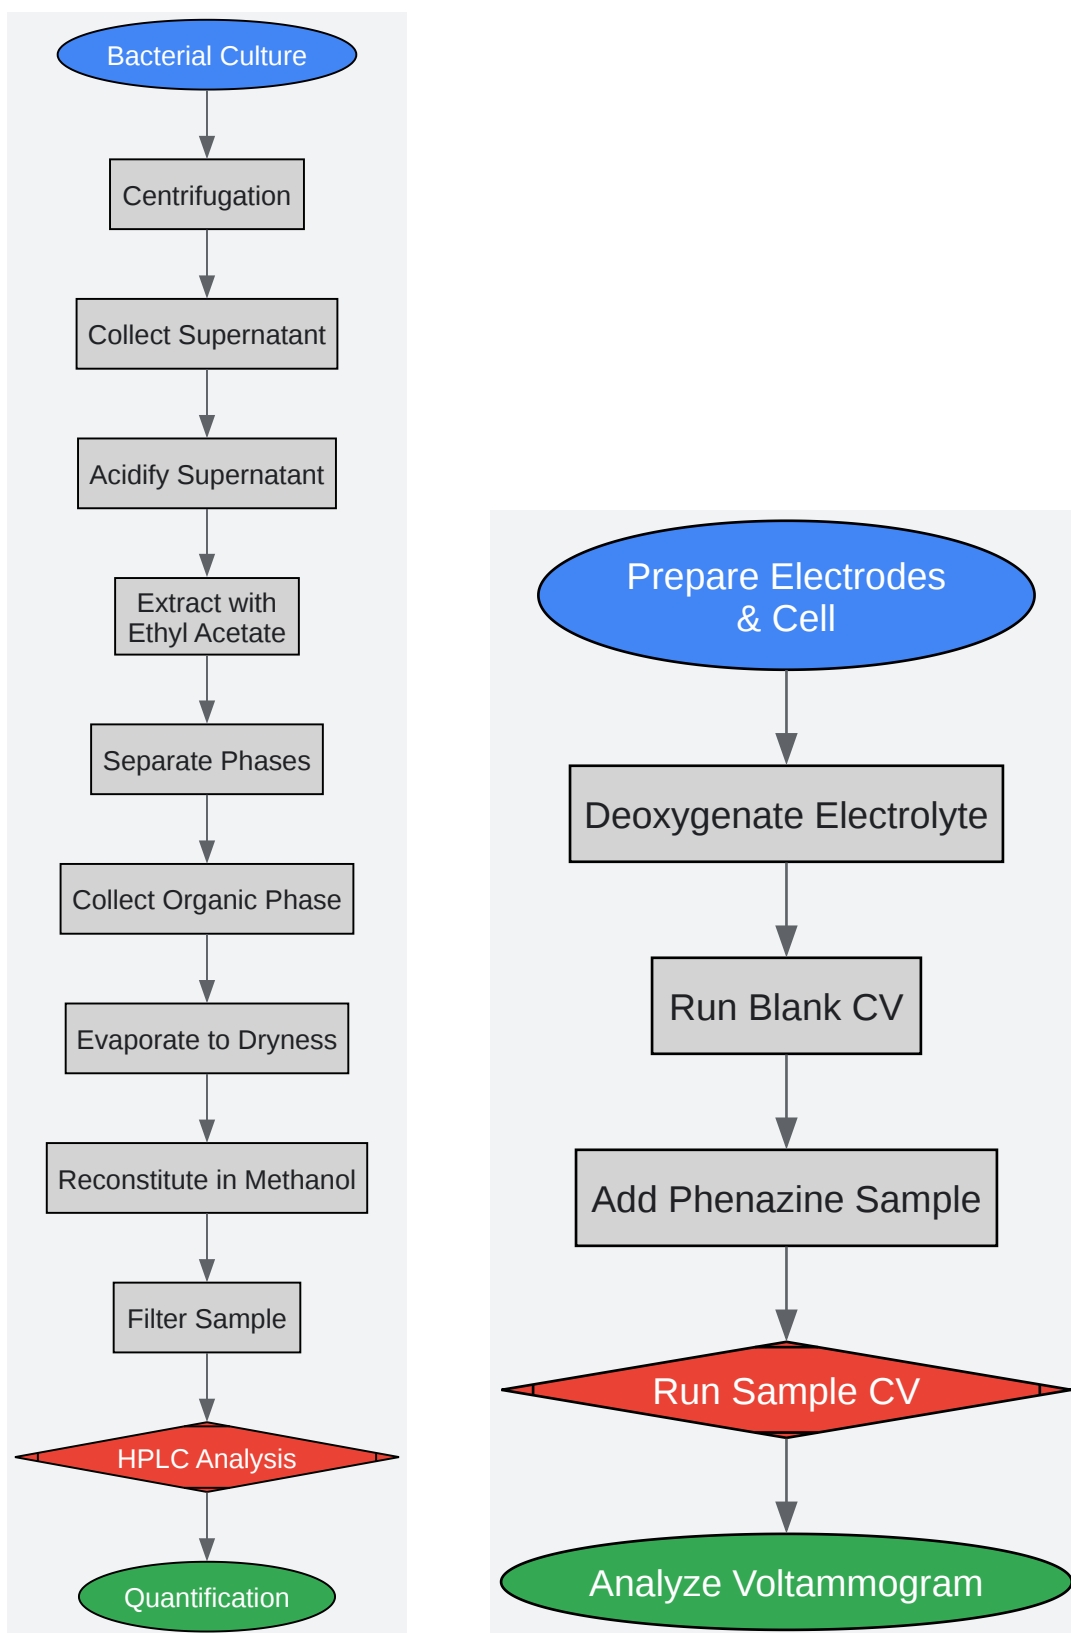 Bacterial Culture
Centrifugation
Collect Supernatant
Acidify Supernatant
Extract with
Ethyl Acetate
Separate Phases
Collect Organic Phase
Evaporate to Dryness
Reconstitute in Methanol
Filter Sample
HPLC Analysis
Quantification
Prepare Electrodes
& Cell
Deoxygenate Electrolyte
Run Blank CV
Add Phenazine Sample
Run Sample CV
Analyze Voltammogram